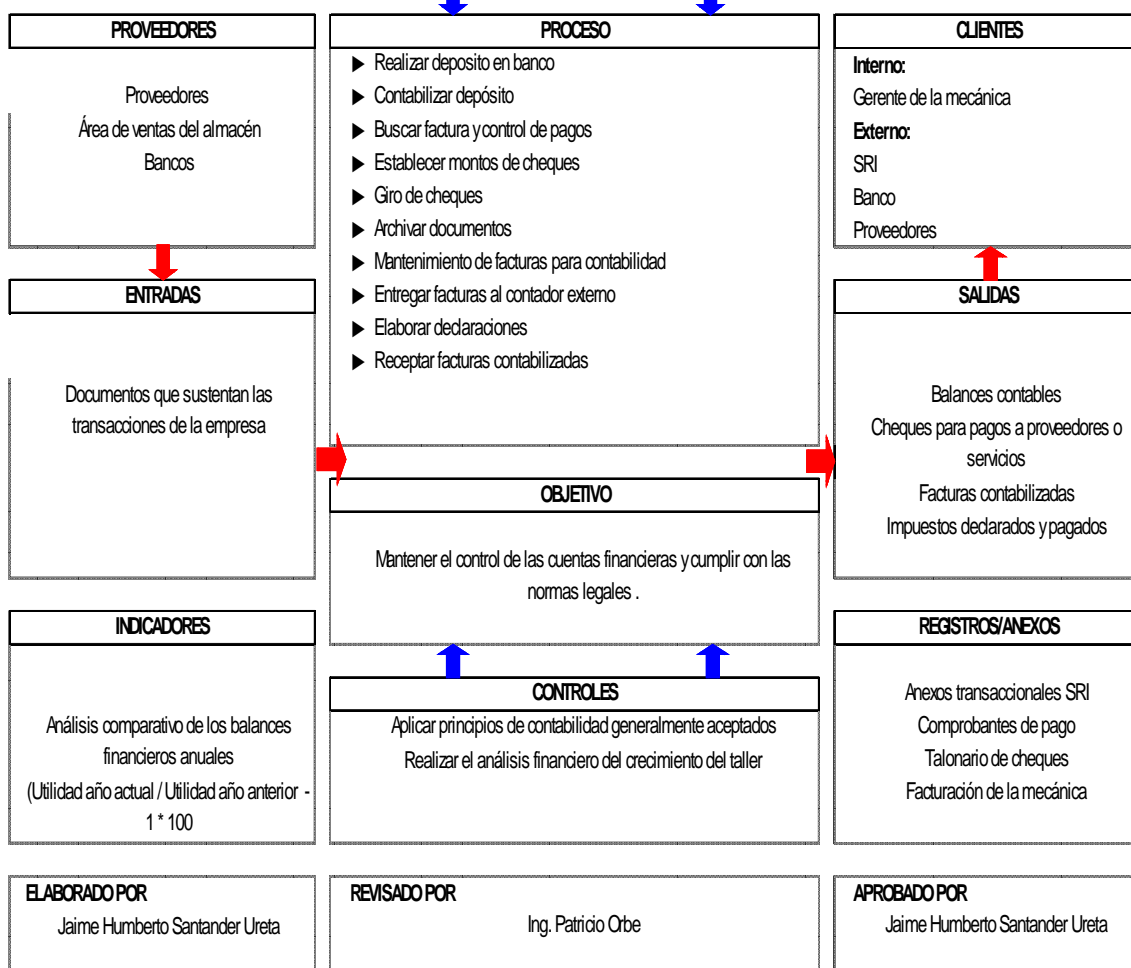 PROVEEDORES
Proveedores
Área de ventas del almacén
Bancos
PROCESO
▶ Realizar deposito en banco
▶ Contabilizar depósito
▶ Buscar factura y control de pagos
▶ Establecer montos de cheques
▶ Giro de cheques
▶ Archivar documentos
▶ Mantenimiento de facturas para contabilidad
▶ Entregar facturas al contador externo
▶ Elaborar declaraciones
▶ Receptar facturas contabilizadas
CLIENTES
Interno:
Gerente de la mecánica
Externo:
SRI
Banco
Proveedores
ENTRADAS
Documentos que sustentan las
transacciones de la empresa
OBJETIVO
Mantener el control de las cuentas financieras y cumplir con las
normas legales .
SALIDAS
Balances contables
Cheques para pagos a proveedores o
servicios
Facturas contabilizadas
Impuestos declarados y pagados
INDICADORES
Análisis comparativo de los balances
financieros anuales
(Utilidad año actual / Utilidad año anterior -
1 * 100
CONTROLES
Aplicar principios de contabilidad generalmente aceptados
Realizar el análisis financiero del crecimiento del taller
REGISTROS/ANEXOS
Anexos transaccionales SRI
Comprobantes de pago
Talonario de cheques
Facturación de la mecánica
ELABORADO POR
Jaime Humberto Santander Ureta
REVISADO POR
Ing. Patricio Orbe
APROBADO POR
Jaime Humberto Santander Ureta